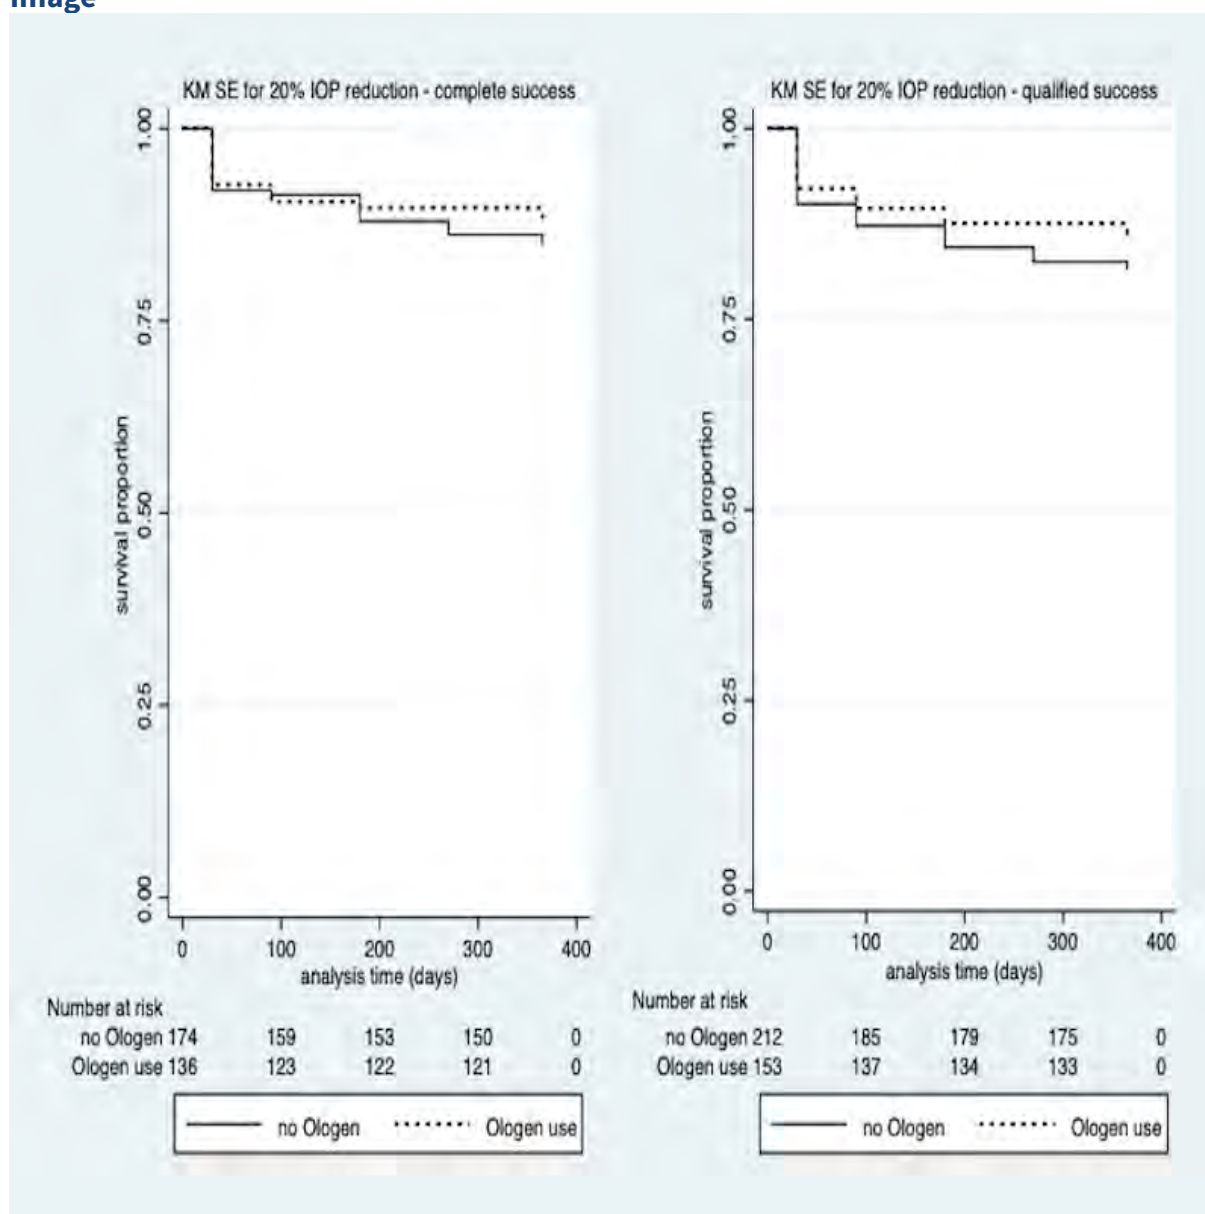 Image
KM SE for 20% IOP reduction - complete success
1.00
0.75
0.50
0.25
0.00
survival proportion
0 100 200 300 400
analysis time (days)
Number at risk
no Ologen 174 159 153 150 0
Ologen use 136 123 122 121 0
no Ologen Ologen use
KM SE for 20% IOP reduction - qualified success
1.00
0.75
0.50
0.25
0.00
survival proportion
0 100 200 300 400
analysis time (days)
Number at risk
no Ologen 212 185 179 175 0
Ologen use 153 137 134 133 0
no Ologen Ologen use